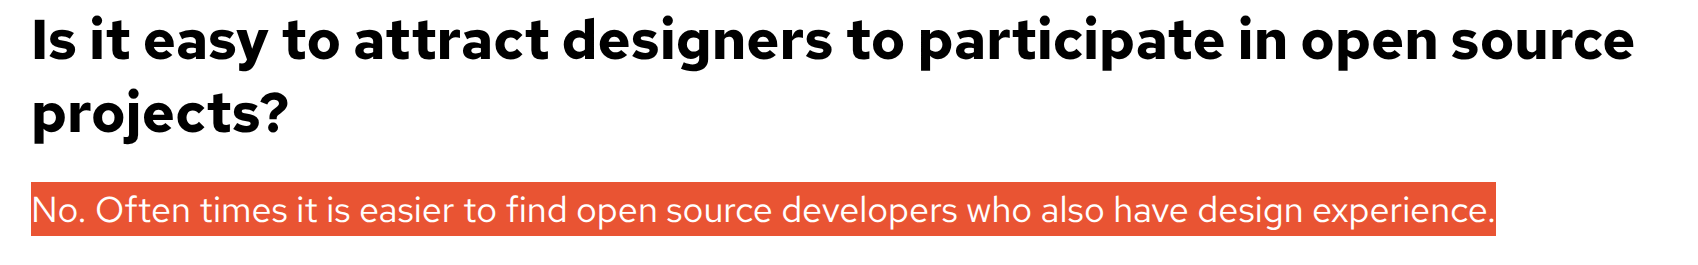 Is it easy to attract designers to participate in open source
projects?
No. Often times it is easier to find open source developers who also have design experience.